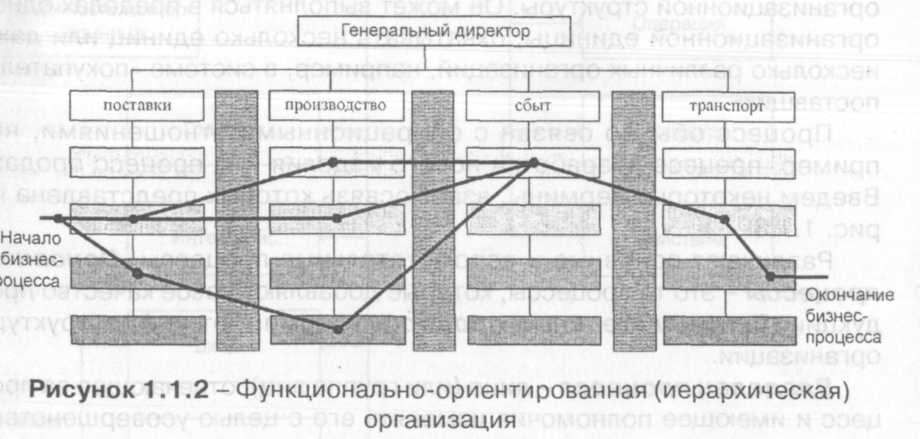 Генеральный директор
поставки
производство
сбыт
транспорт
Начало
бизнес-
процесса
Окончание
бизнес-
процесса
Рисунок 1.1.2 – Функционально-ориентированная (иерархическая)
организация